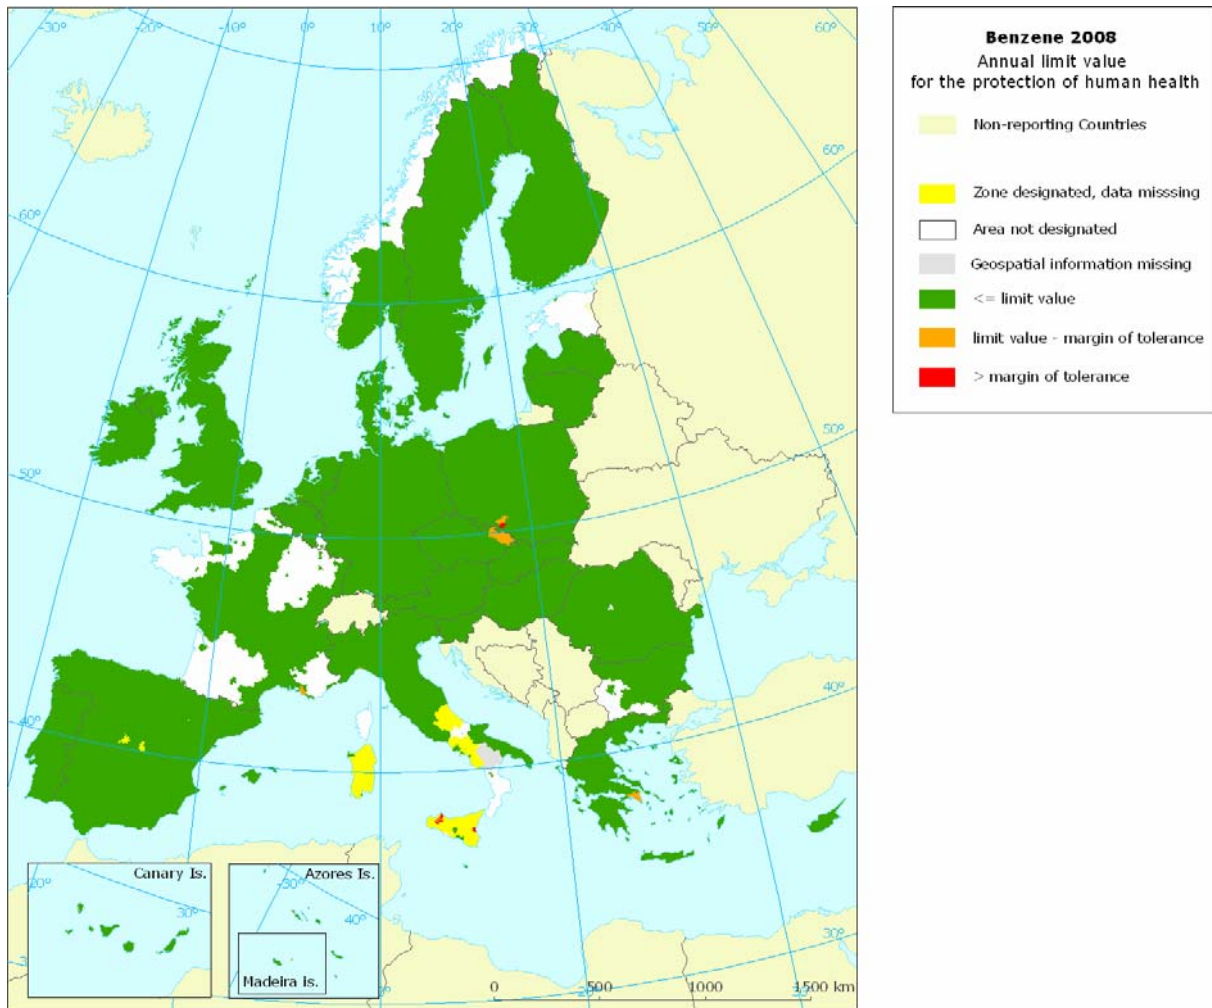 -30°
-20°
-10°
0°
10°
20°
30°
40°
50°
60°
60°
60°
50°
50°
40°
40°
30°
Canary Is.
-20°
30°
Azores Is.
-30°
40°
Madeira is.
0
500
1000
1500 km
Benzene 2008
Annual limit value
for the protection of human health
Non-reporting Countries
Zone designated, data misssing
Area not designated
Geospatial information missing
<= limit value
limit value - margin of tolerance
> margin of tolerance